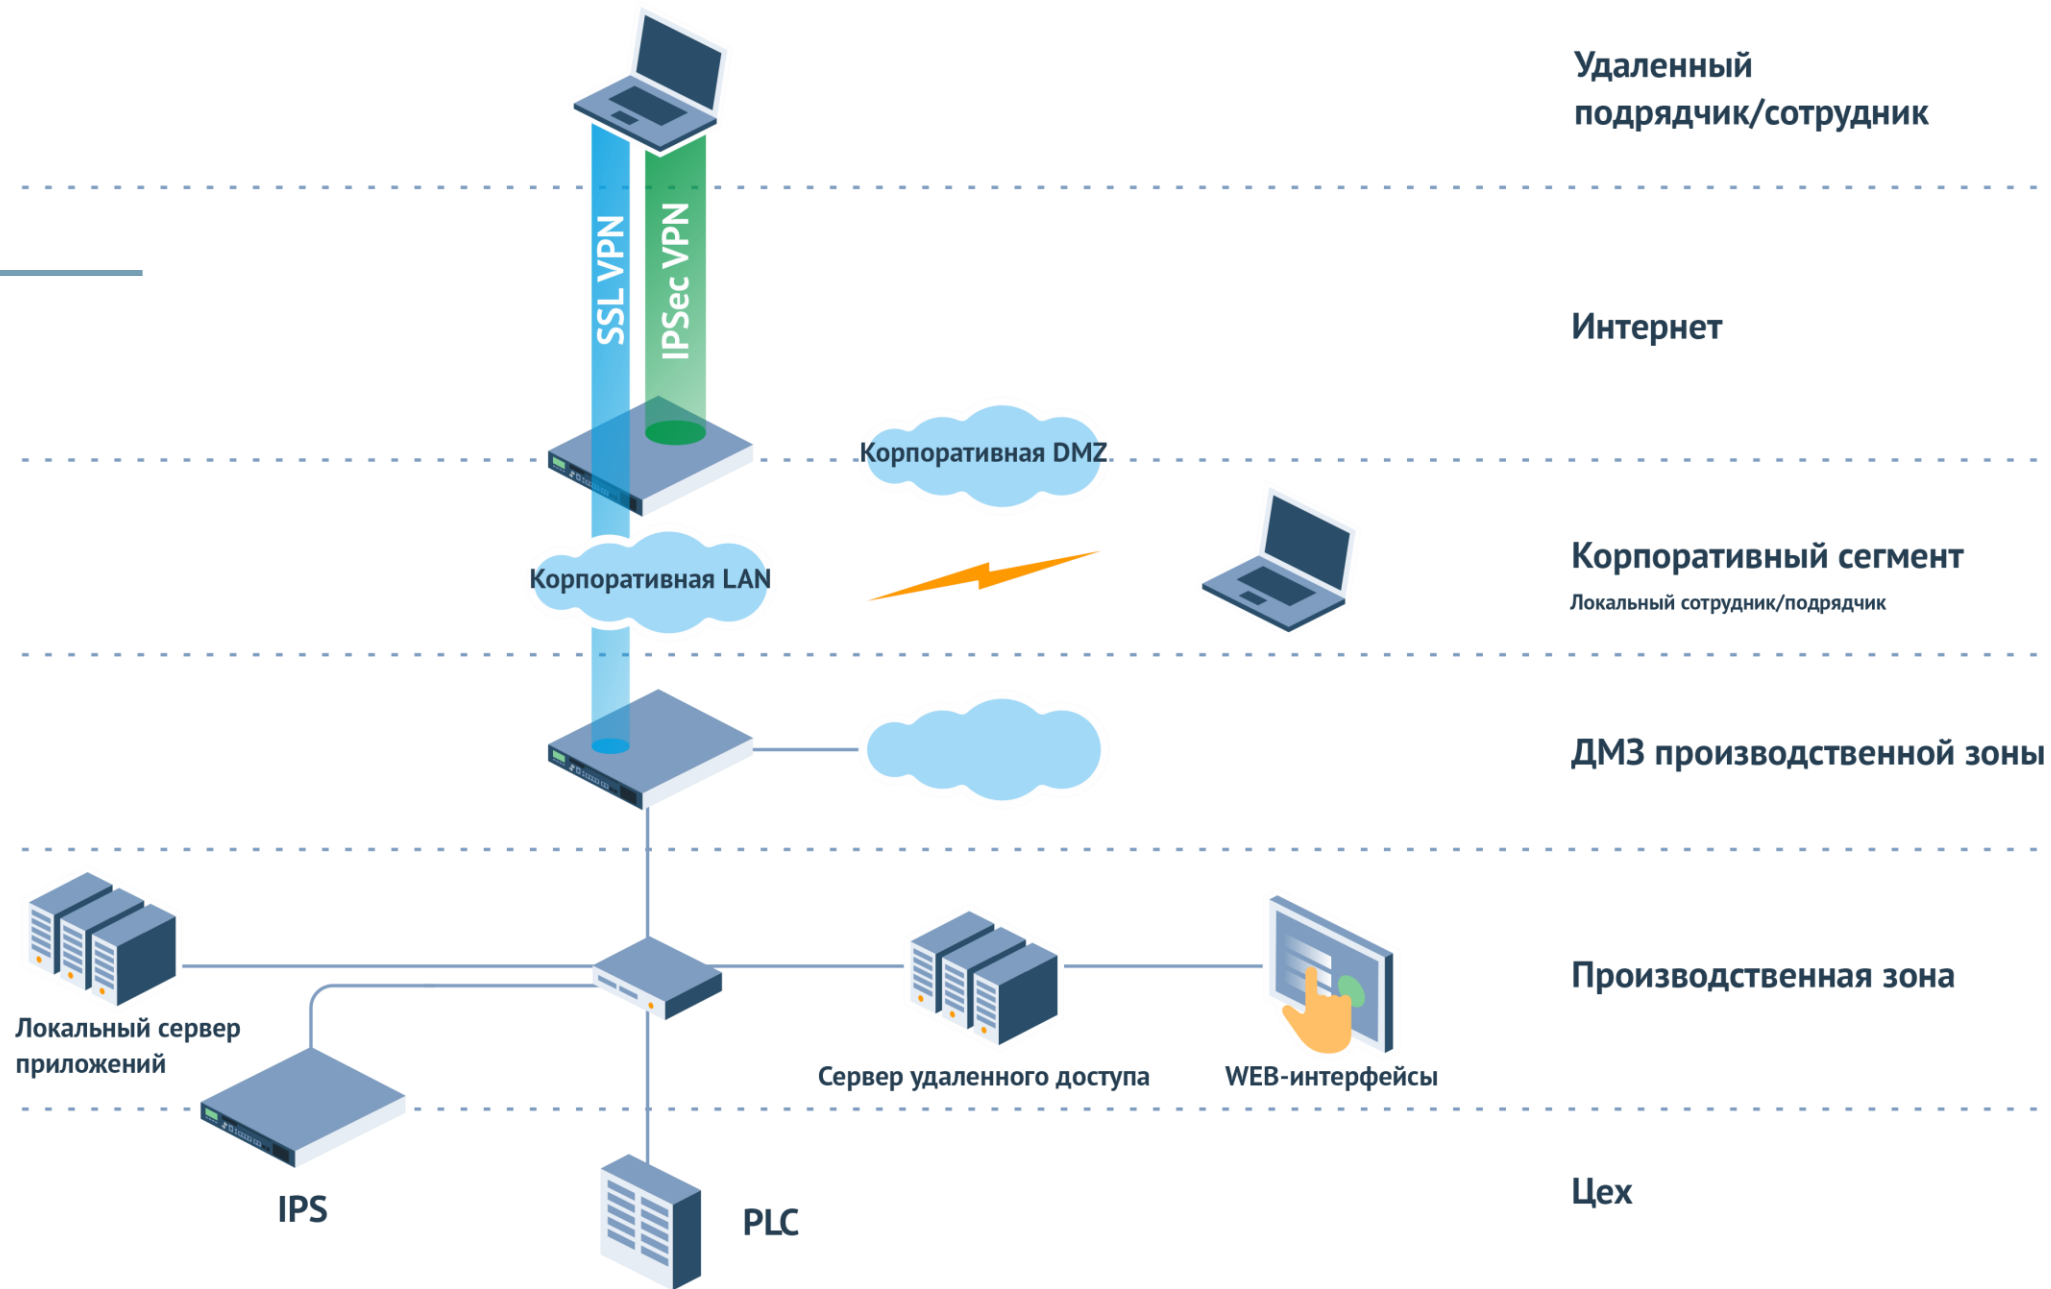 Удаленный
подрядчик/сотрудник
SSL VPN
IPSec VPN
Интернет
Корпоративная DMZ
Корпоративная LAN
Корпоративный сегмент
Локальный сотрудник/подрядчик
ДМЗ производственной зоны
Производственная зона
Локальный сервер
приложений
Сервер удаленного доступа
WEB-интерфейсы
IPS
PLC
Цех